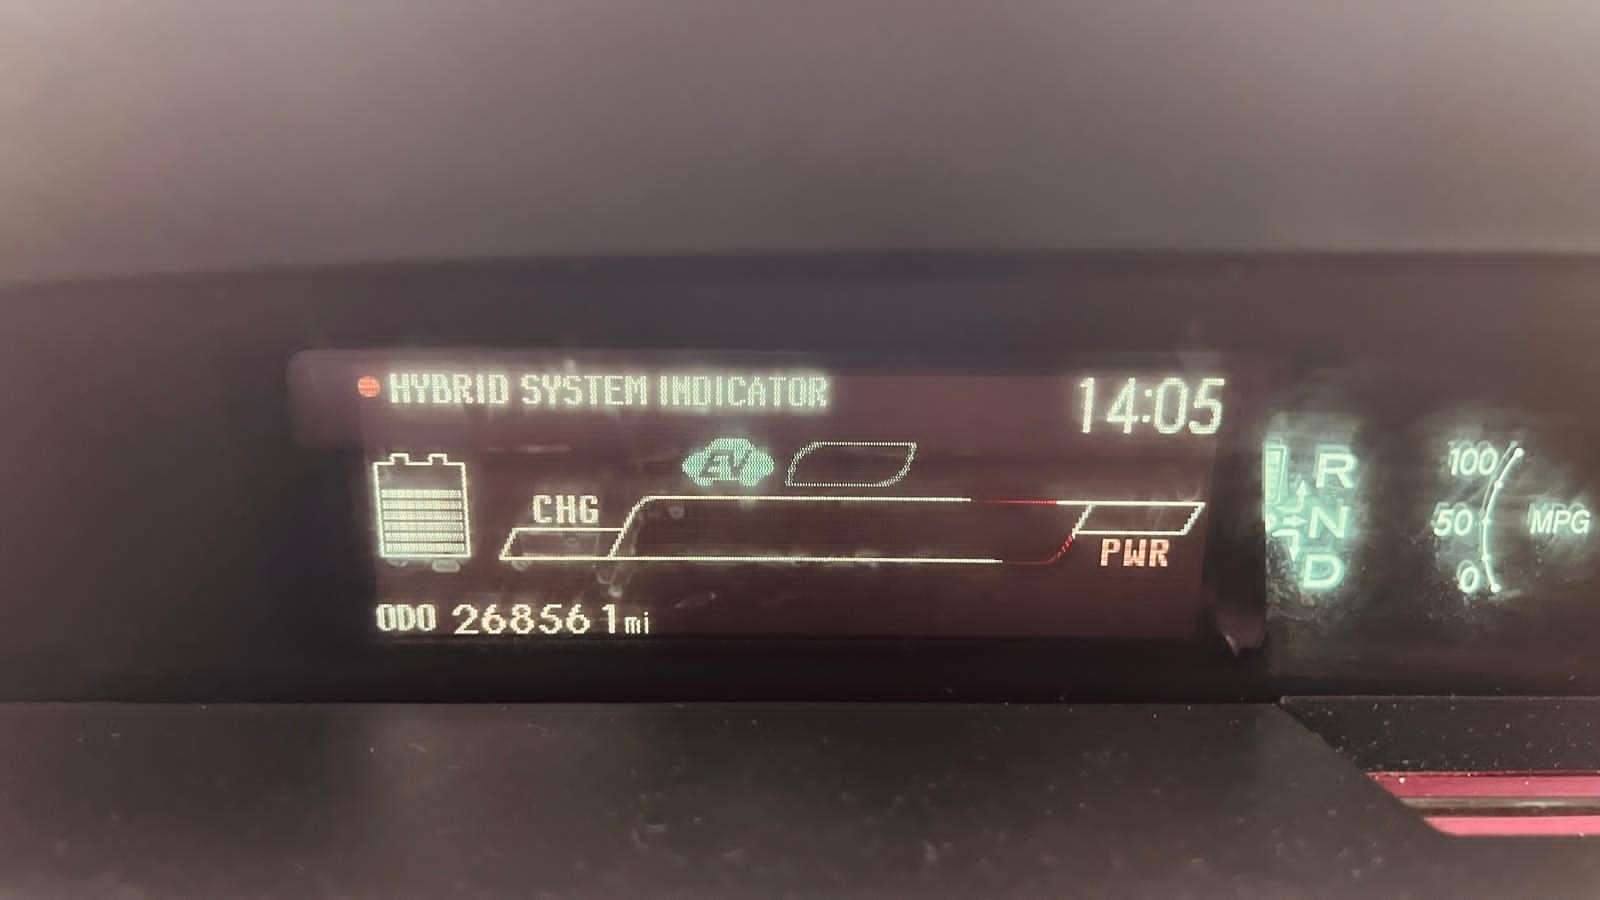 HYBRID SYSTEM INDICATOR
14:05
EV
CHG
PWR
ODO 268561mi
R
N
D
100
50
0
MPG